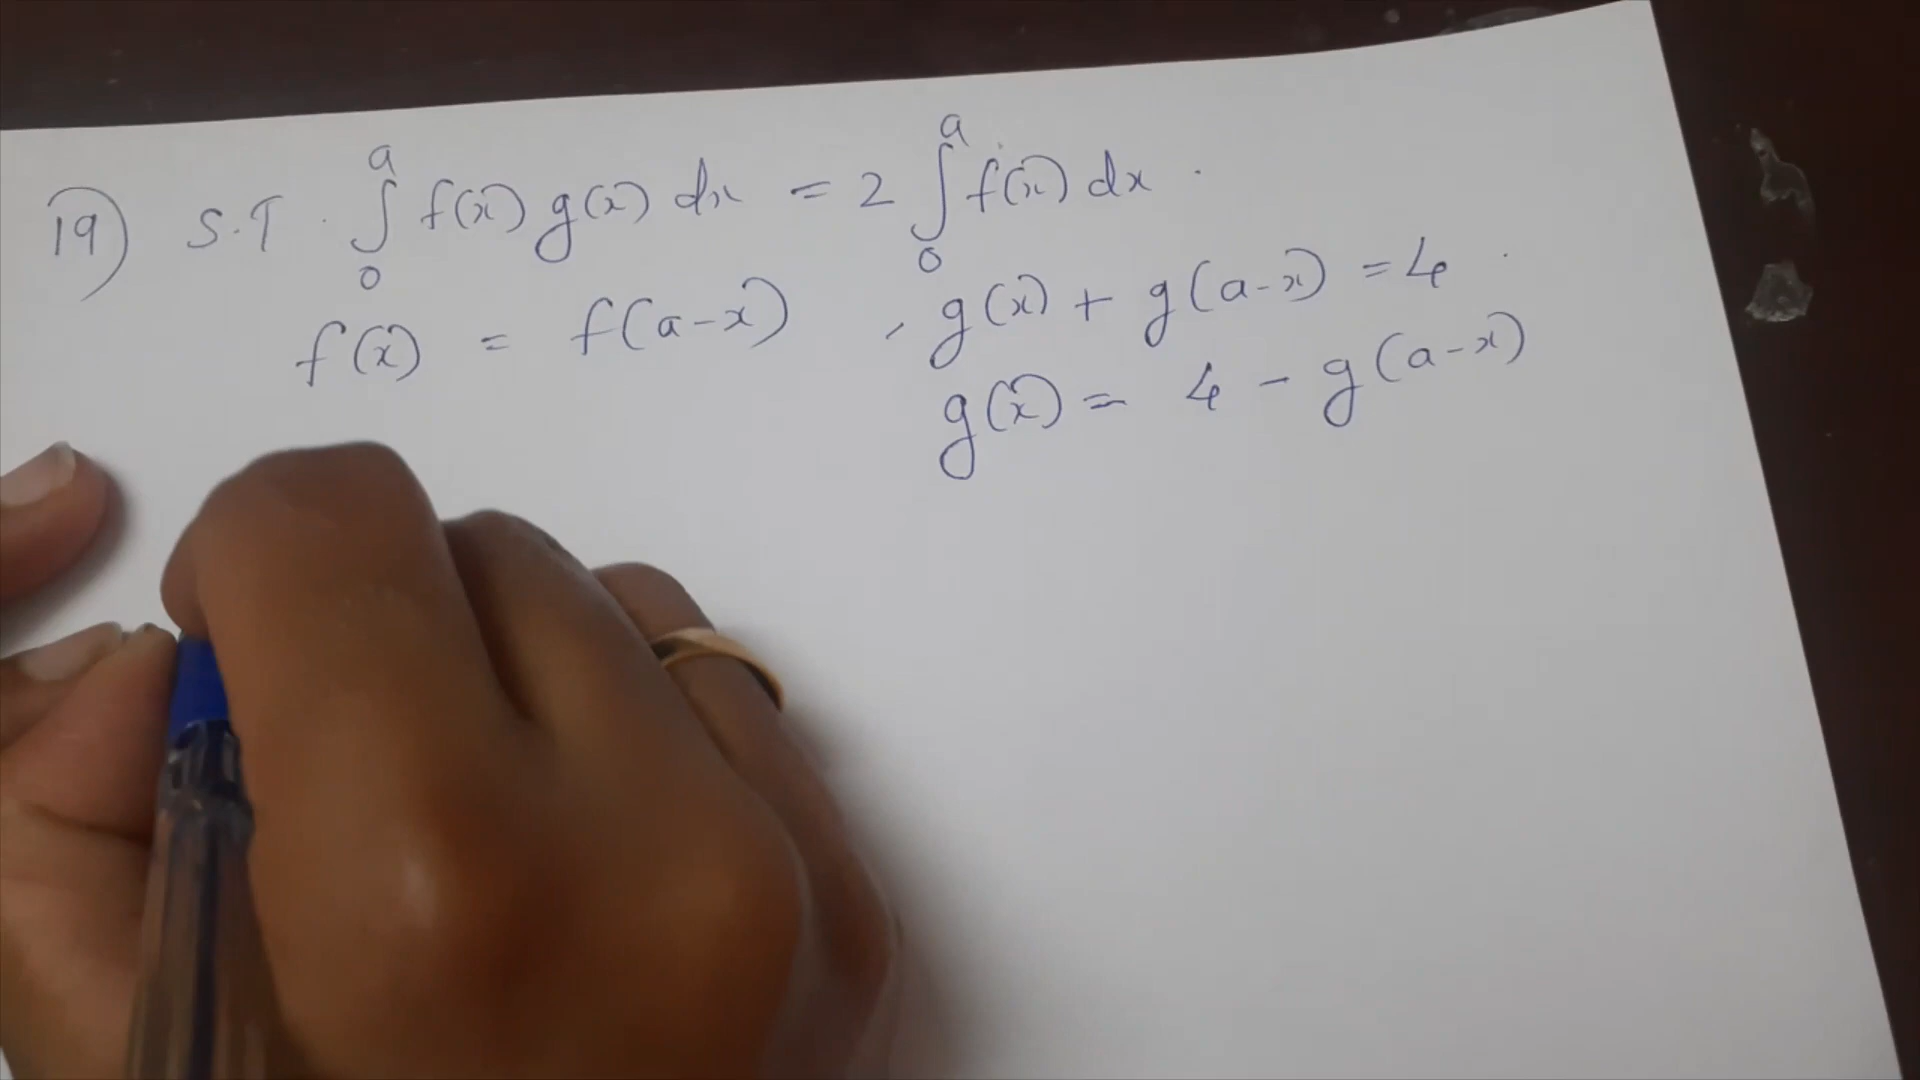 19) S.T. ∫₀ᵃ f(x) g(x) dx = 2 ∫₀ᵃ f(x) dx.
f(x) = f(a-x) , g(x) + g(a-x) = 4.
g(x) = 4 - g(a-x)